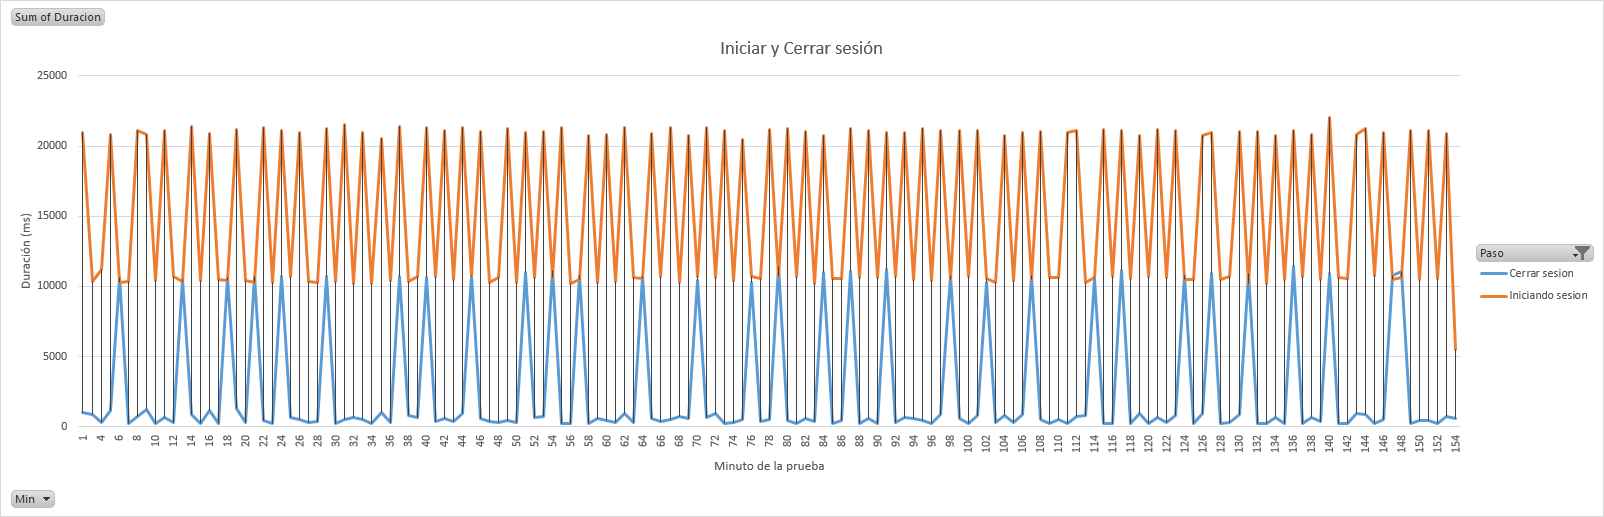 Sum of Duracion
Iniciar y Cerrar sesión
25000
20000
15000
10000
5000
0
Duración (ms)
1 4 6 8 10 12 14 16 18 20 22 24 26 28 30 32 34 36 38 40 42 44 46 48 50 52 54 56 58 60 62 64 66 68 70 72 74 76 78 80 82 84 86 88 90 92 94 96 98 100 102 104 106 108 110 112 114 116 118 120 122 124 126 128 130 132 134 136 138 140 142 144 146 148 150 152 154
Minuto de la prueba
Paso
Cerrar sesion
Iniciando sesion
Min